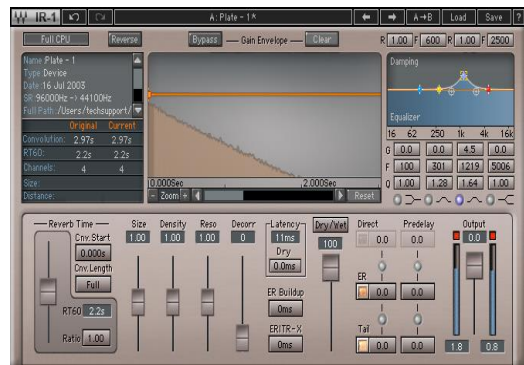 IR-1 A: Plate - 1* A→B Load Save ?
Full CPU Reverse Bypass Gain Envelope Clear R 1.00 F 600 R 1.00 F 2500
Name :Plate - 1
Type :Device
Date :16 Jul 2003
SR:96000Hz -> 44100Hz
Full Path :/Users/techsupport/
Original Current
Convolution: 2.97s 2.97s
RT60: 2.2s 2.2s
Channels: 4 4
Size:
Distance:
0.000Sec 2.000Sec
- Zoom + Reset
Damping
Equalizer
16 62 250 1k 4k 16k
G 0.0 0.0 4.5 0.0
F 100 301 1219 5006
Q 1.00 1.28 1.64 1.00
Reverb Time
Cnv.Start
0.000s
Cnv.Length
Full
RT60 2.2s
Ratio 1.00
Size Density Reso Decorr
1.00 1.00 1.00 0
Latency
11ms
Dry
0.0ms
ER Buildup
0ms
ER|TR-X
0ms
Dry/Wet
100
Direct Predelay
0.0 0.0
ER
0.0 0.0
Tail
0.0 0.0
Output
0.0
1.8 0.8